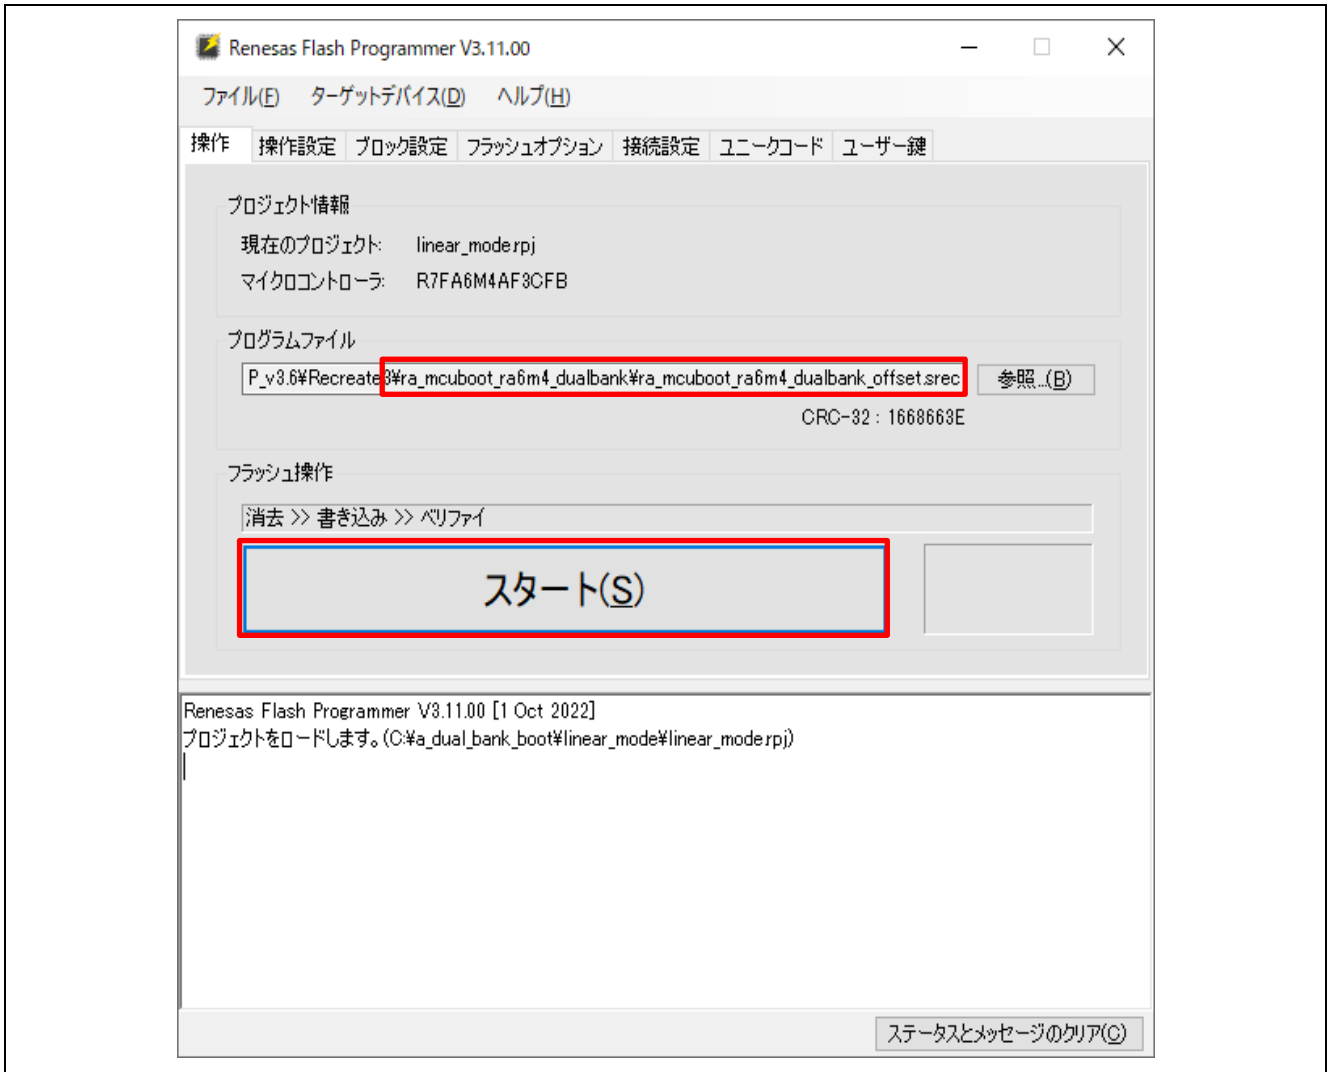 Renesas Flash Programmer V3.11.00
ファイル(F) ターゲットデバイス(D) ヘルプ(H)
操作 操作設定 ブロック設定 フラッシュオプション 接続設定 ユニークコード ユーザー鍵
プロジェクト情報
現在のプロジェクト: linear_mode.rpj
マイクロコントローラ: R7FA6M4AF3CFB
プログラムファイル
P_v3.6¥Recreate3¥ra_mcuboot_ra6m4_dualbank¥ra_mcuboot_ra6m4_dualbank_offset.srec 参照...(B)
CRC-32 : 1668663E
フラッシュ操作
消去 >> 書き込み >> ベリファイ
スタート(S)
Renesas Flash Programmer V3.11.00 [1 Oct 2022]
プロジェクトをロードします。(C:¥a_dual_bank_boot¥linear_mode¥linear_mode.rpj)
ステータスとメッセージのクリア(C)